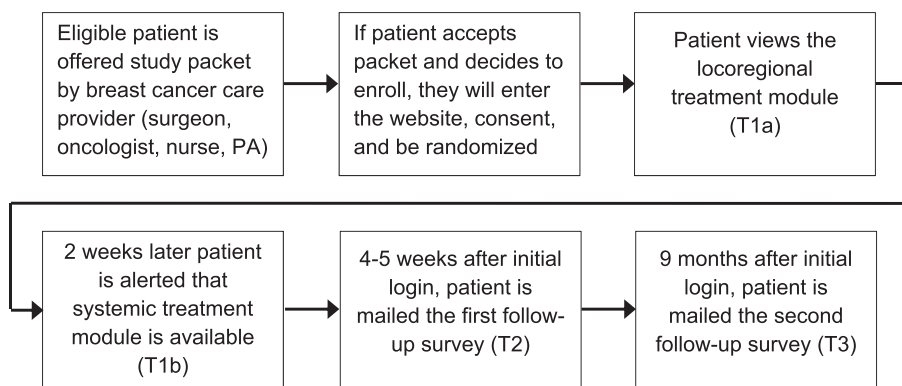 Eligible patient is
offered study packet
by breast cancer care
provider (surgeon,
oncologist, nurse, PA)
If patient accepts
packet and decides to
enroll, they will enter
the website, consent,
and be randomized
Patient views the
locoregional
treatment module
(T1a)
2 weeks later patient
is alerted that
systemic treatment
module is available
(T1b)
4-5 weeks after initial
login, patient is
mailed the first follow-
up survey (T2)
9 months after initial
login, patient is
mailed the second
follow-up survey (T3)